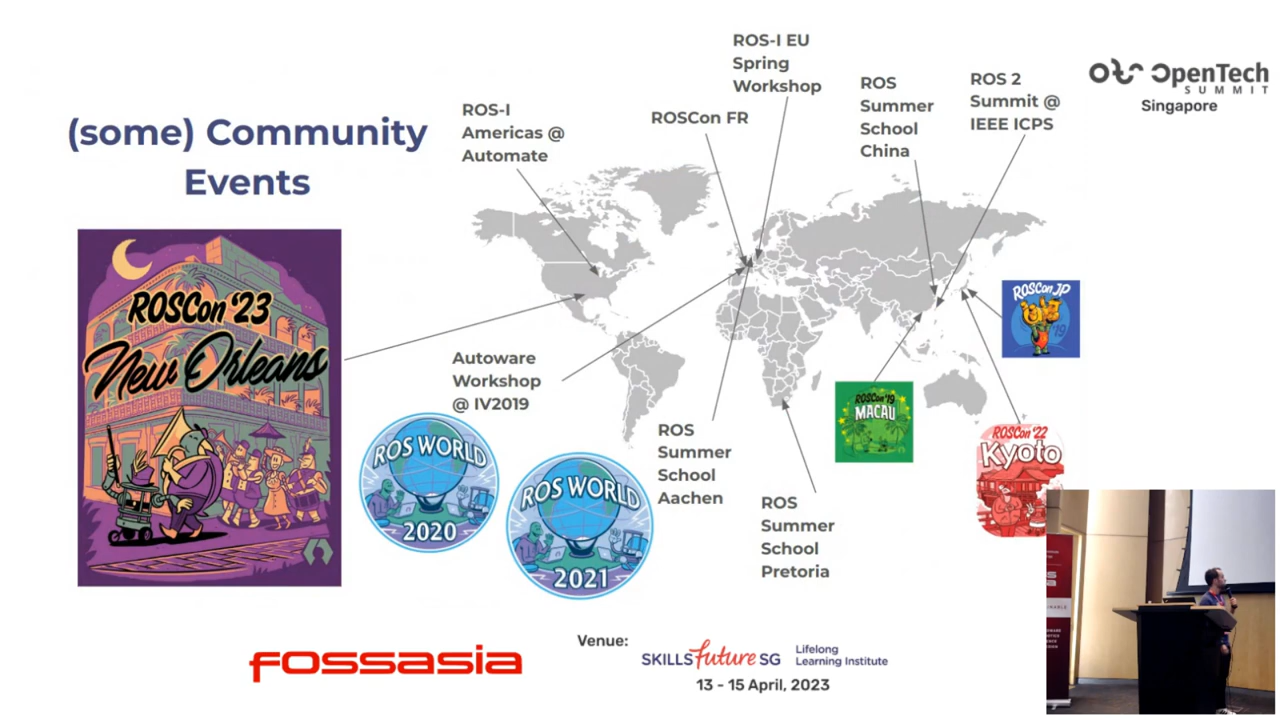 (some) Community
Events
ROSCon '23
New Orleans
ROS-I
Americas @
Automate
ROSCon FR
ROS-I EU
Spring
Workshop
ROS
Summer
School
China
ROS 2
Summit @
IEEE ICPS
OpenTech
SUMMIT
Singapore
Autoware
Workshop
@ IV2019
ROS WORLD
2020
ROS WORLD
2021
ROS
Summer
School
Aachen
ROS
Summer
School
Pretoria
ROSCon'19
MACAU
ROSCon JP
'19
ROSCon '22
Kyoto
fossasia
Venue:
SKILLSfuture SG
Lifelong
Learning Institute
13 - 15 April, 2023